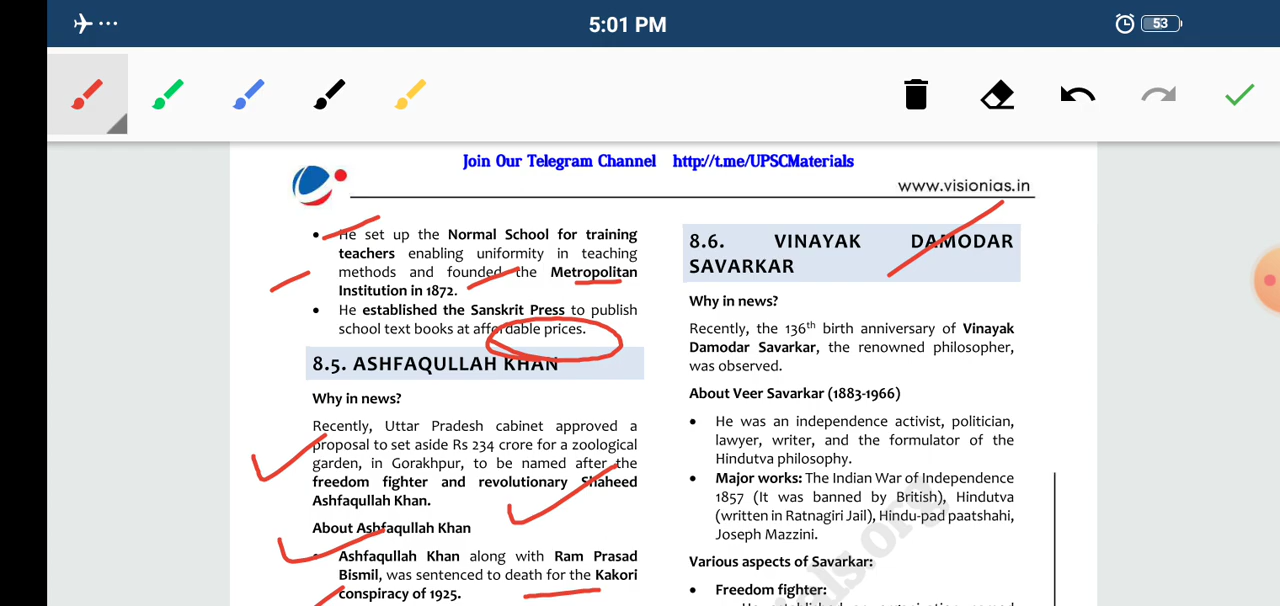 5:01 PM
53
Join Our Telegram Channel http://t.me/UPSCMaterials
www.visionias.in
• He set up the Normal School for training
teachers enabling uniformity in teaching
methods and founded the Metropolitan
Institution in 1872.
• He established the Sanskrit Press to publish
school text books at affordable prices.
8.5. ASHFAQULLAH KHAN
Why in news?
Recently, Uttar Pradesh cabinet approved a
proposal to set aside Rs 234 crore for a zoological
garden, in Gorakhpur, to be named after the
freedom fighter and revolutionary Shaheed
Ashfaqullah Khan.
About Ashfaqullah Khan
• Ashfaqullah Khan along with Ram Prasad
Bismil, was sentenced to death for the Kakori
conspiracy of 1925.
8.6. VINAYAK DAMODAR
SAVARKAR
Why in news?
Recently, the 136th birth anniversary of Vinayak
Damodar Savarkar, the renowned philosopher,
was observed.
About Veer Savarkar (1883-1966)
• He was an independence activist, politician,
lawyer, writer, and the formulator of the
Hindutva philosophy.
• Major works: The Indian War of Independence
1857 (It was banned by British), Hindutva
(written in Ratnagiri Jail), Hindu-pad paatshahi,
Joseph Mazzini.
Various aspects of Savarkar:
• Freedom fighter: